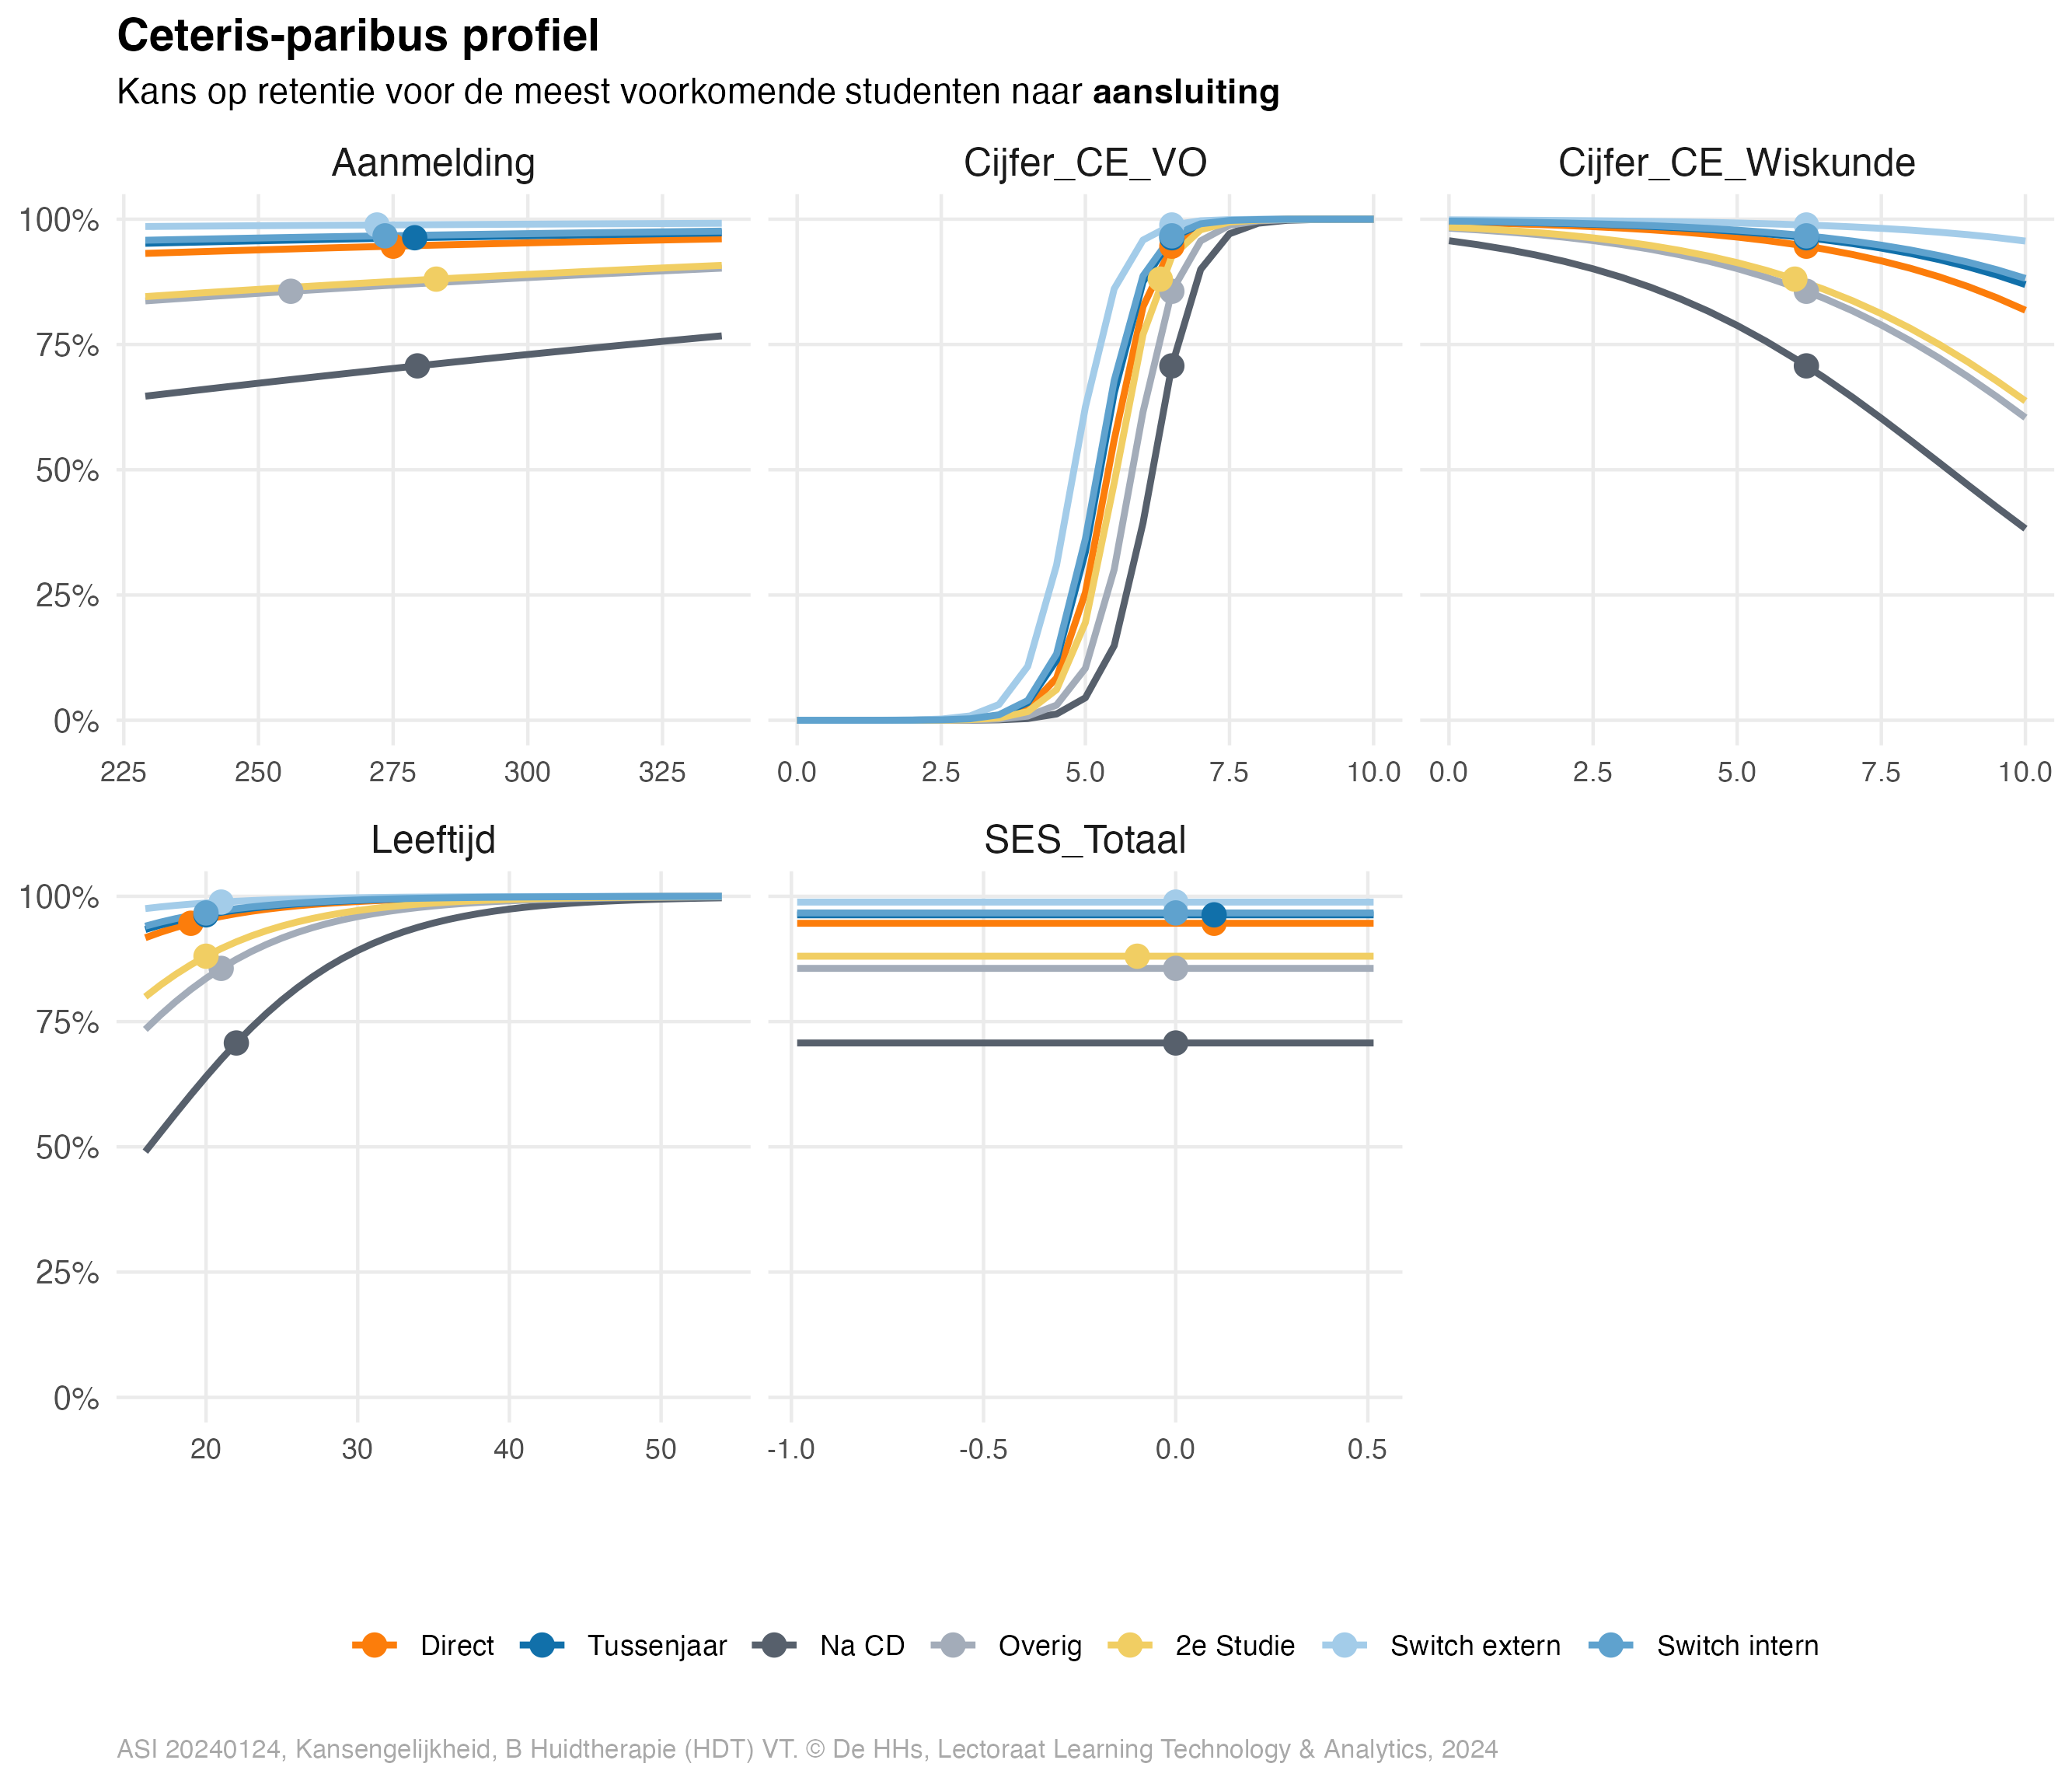 Ceteris-paribus profiel
Kans op retentie voor de meest voorkomende studenten naar aansluiting
Aanmelding
Cijfer_CE_VO
Cijfer_CE_Wiskunde
100%
75%
50%
25%
0%
225 250 275 300 325
0.0 2.5 5.0 7.5 10.0
0.0 2.5 5.0 7.5 10.0
Leeftijd
SES_Totaal
100%
75%
50%
25%
0%
20 30 40 50
-1.0 -0.5 0.0 0.5
Direct Tussenjaar Na CD Overig 2e Studie Switch extern Switch intern
ASI 20240124, Kansengelijkheid, B Huidtherapie (HDT) VT. © De HHs, Lectoraat Learning Technology & Analytics, 2024